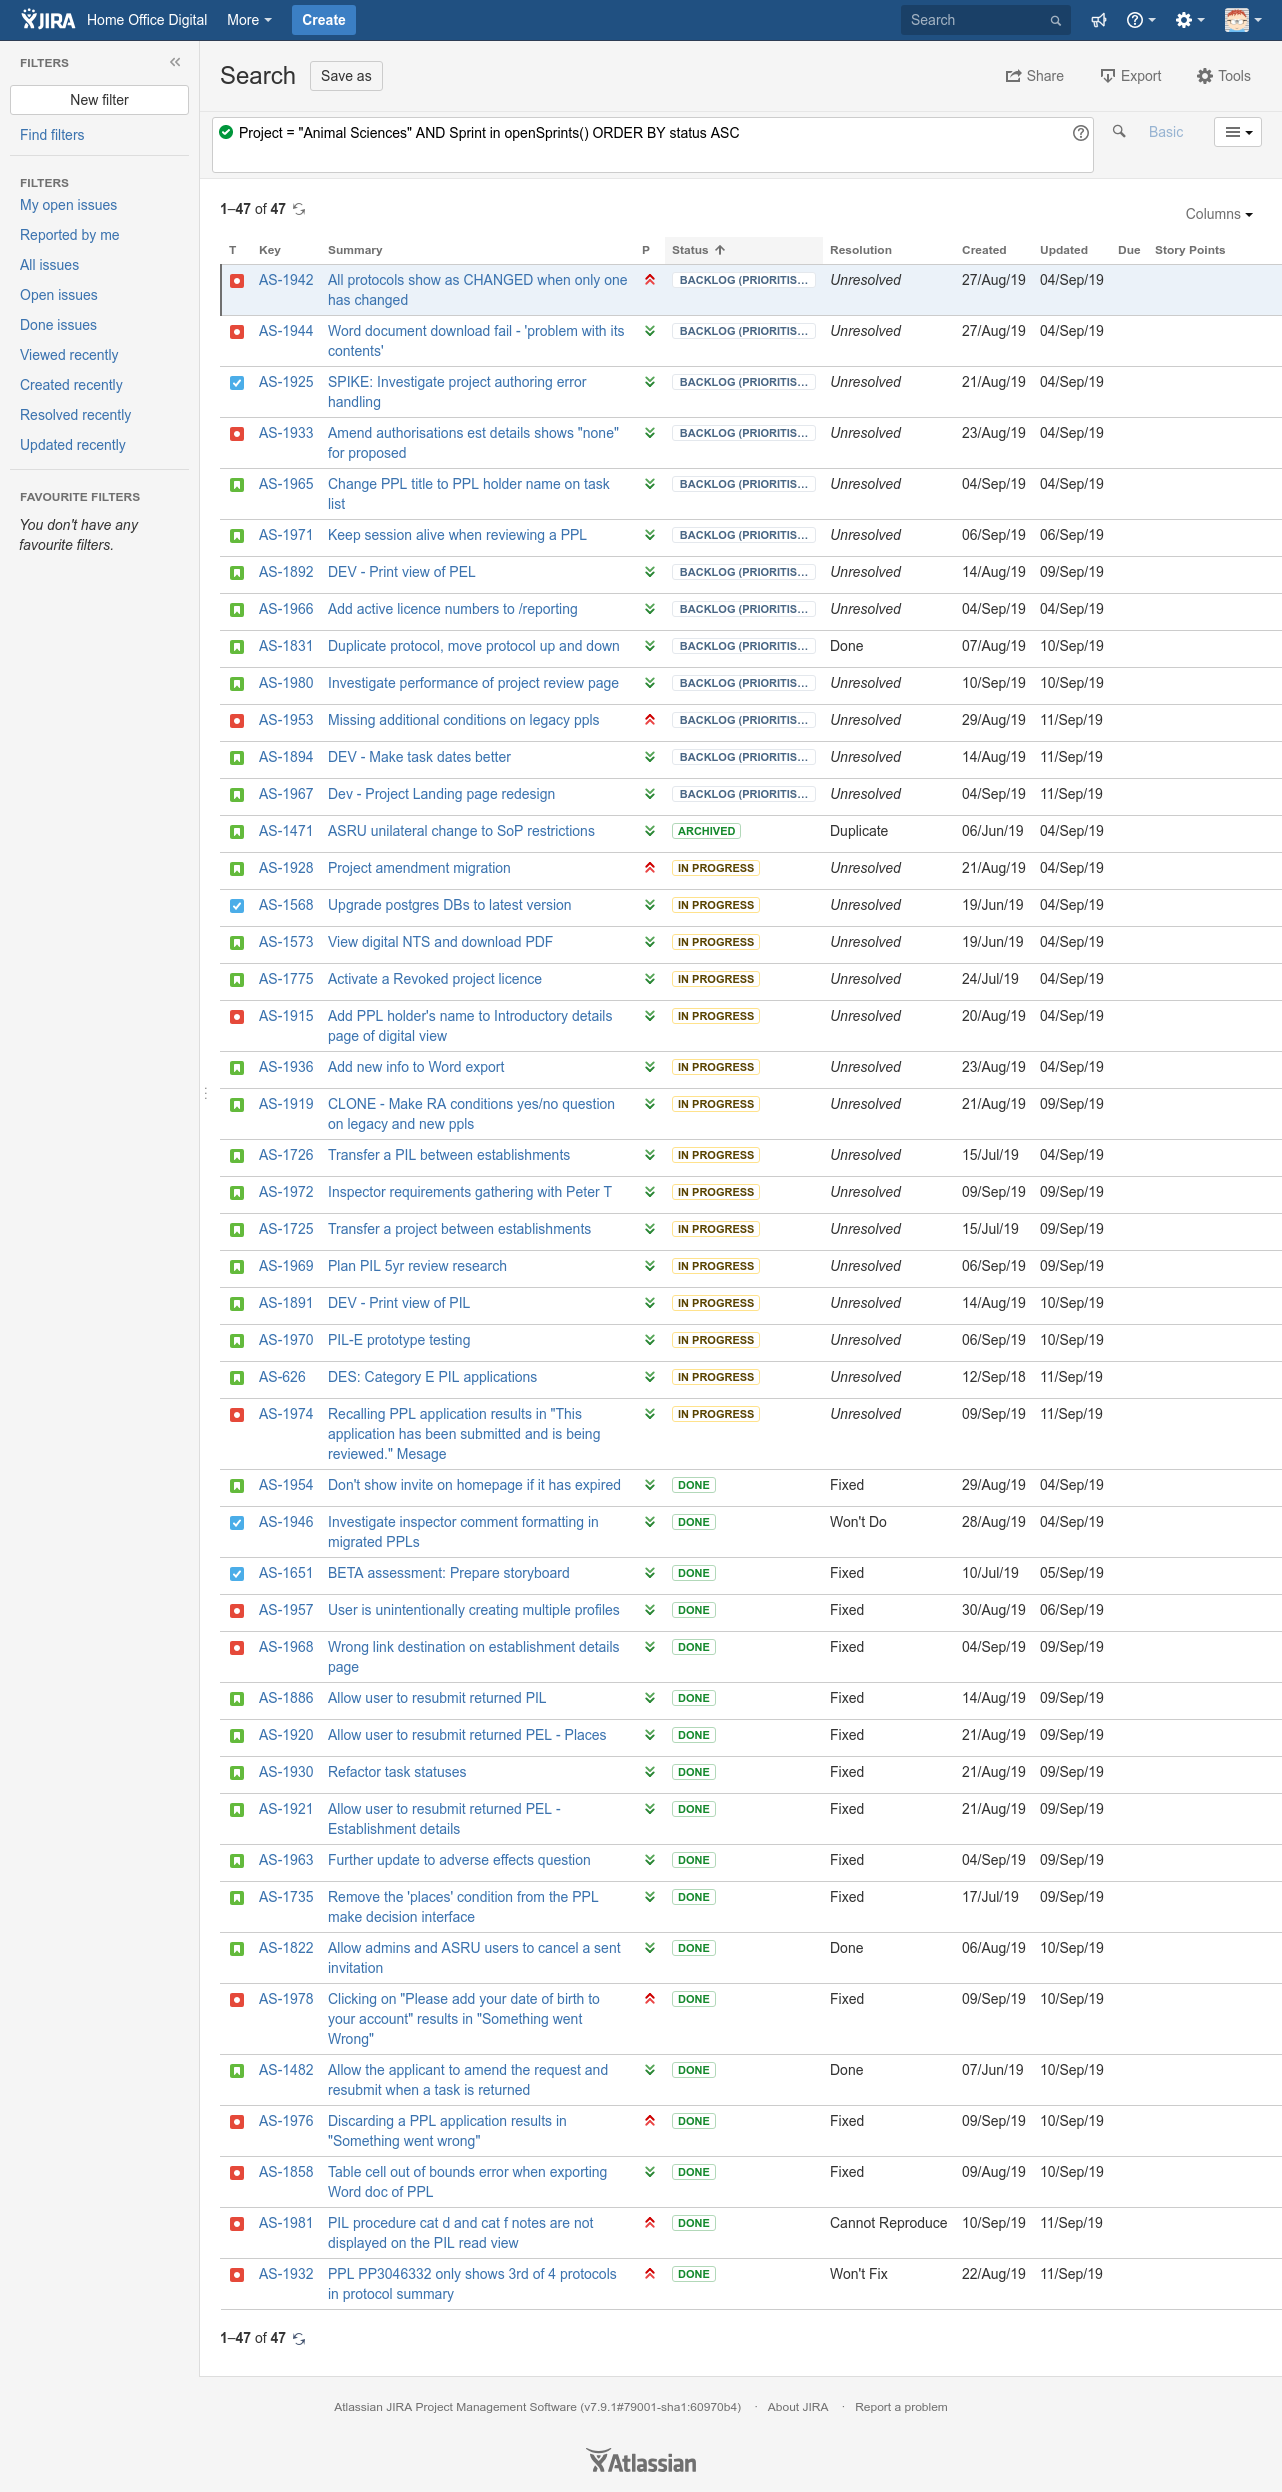 JIRA Home Office Digital More Create Search
FILTERS
New filter
Find filters
FILTERS
My open issues
Reported by me
All issues
Open issues
Done issues
Viewed recently
Created recently
Resolved recently
Updated recently
FAVOURITE FILTERS
You don't have any
favourite filters.
Search Save as Share Export Tools
Project = "Animal Sciences" AND Sprint in openSprints() ORDER BY status ASC Basic
1–47 of 47
Columns
T Key Summary P Status Resolution Created Updated Due Story Points
AS-1942 All protocols show as CHANGED when only one BACKLOG (PRIORITIS... Unresolved 27/Aug/19 04/Sep/19
has changed
AS-1944 Word document download fail - 'problem with its BACKLOG (PRIORITIS... Unresolved 27/Aug/19 04/Sep/19
contents'
AS-1925 SPIKE: Investigate project authoring error BACKLOG (PRIORITIS... Unresolved 21/Aug/19 04/Sep/19
handling
AS-1933 Amend authorisations est details shows "none" BACKLOG (PRIORITIS... Unresolved 23/Aug/19 04/Sep/19
for proposed
AS-1965 Change PPL title to PPL holder name on task BACKLOG (PRIORITIS... Unresolved 04/Sep/19 04/Sep/19
list
AS-1971 Keep session alive when reviewing a PPL BACKLOG (PRIORITIS... Unresolved 06/Sep/19 06/Sep/19
AS-1892 DEV - Print view of PEL BACKLOG (PRIORITIS... Unresolved 14/Aug/19 09/Sep/19
AS-1966 Add active licence numbers to /reporting BACKLOG (PRIORITIS... Unresolved 04/Sep/19 04/Sep/19
AS-1831 Duplicate protocol, move protocol up and down BACKLOG (PRIORITIS... Done 07/Aug/19 10/Sep/19
AS-1980 Investigate performance of project review page BACKLOG (PRIORITIS... Unresolved 10/Sep/19 10/Sep/19
AS-1953 Missing additional conditions on legacy ppls BACKLOG (PRIORITIS... Unresolved 29/Aug/19 11/Sep/19
AS-1894 DEV - Make task dates better BACKLOG (PRIORITIS... Unresolved 14/Aug/19 11/Sep/19
AS-1967 Dev - Project Landing page redesign BACKLOG (PRIORITIS... Unresolved 04/Sep/19 11/Sep/19
AS-1471 ASRU unilateral change to SoP restrictions ARCHIVED Duplicate 06/Jun/19 04/Sep/19
AS-1928 Project amendment migration IN PROGRESS Unresolved 21/Aug/19 04/Sep/19
AS-1568 Upgrade postgres DBs to latest version IN PROGRESS Unresolved 19/Jun/19 04/Sep/19
AS-1573 View digital NTS and download PDF IN PROGRESS Unresolved 19/Jun/19 04/Sep/19
AS-1775 Activate a Revoked project licence IN PROGRESS Unresolved 24/Jul/19 04/Sep/19
AS-1915 Add PPL holder's name to Introductory details IN PROGRESS Unresolved 20/Aug/19 04/Sep/19
page of digital view
AS-1936 Add new info to Word export IN PROGRESS Unresolved 23/Aug/19 04/Sep/19
AS-1919 CLONE - Make RA conditions yes/no question IN PROGRESS Unresolved 21/Aug/19 09/Sep/19
on legacy and new ppls
AS-1726 Transfer a PIL between establishments IN PROGRESS Unresolved 15/Jul/19 04/Sep/19
AS-1972 Inspector requirements gathering with Peter T IN PROGRESS Unresolved 09/Sep/19 09/Sep/19
AS-1725 Transfer a project between establishments IN PROGRESS Unresolved 15/Jul/19 09/Sep/19
AS-1969 Plan PIL 5yr review research IN PROGRESS Unresolved 06/Sep/19 09/Sep/19
AS-1891 DEV - Print view of PIL IN PROGRESS Unresolved 14/Aug/19 10/Sep/19
AS-1970 PIL-E prototype testing IN PROGRESS Unresolved 06/Sep/19 10/Sep/19
AS-626 DES: Category E PIL applications IN PROGRESS Unresolved 12/Sep/18 11/Sep/19
AS-1974 Recalling PPL application results in "This IN PROGRESS Unresolved 09/Sep/19 11/Sep/19
application has been submitted and is being
reviewed." Mesage
AS-1954 Don't show invite on homepage if it has expired DONE Fixed 29/Aug/19 04/Sep/19
AS-1946 Investigate inspector comment formatting in DONE Won't Do 28/Aug/19 04/Sep/19
migrated PPLs
AS-1651 BETA assessment: Prepare storyboard DONE Fixed 10/Jul/19 05/Sep/19
AS-1957 User is unintentionally creating multiple profiles DONE Fixed 30/Aug/19 06/Sep/19
AS-1968 Wrong link destination on establishment details DONE Fixed 04/Sep/19 09/Sep/19
page
AS-1886 Allow user to resubmit returned PIL DONE Fixed 14/Aug/19 09/Sep/19
AS-1920 Allow user to resubmit returned PEL - Places DONE Fixed 21/Aug/19 09/Sep/19
AS-1930 Refactor task statuses DONE Fixed 21/Aug/19 09/Sep/19
AS-1921 Allow user to resubmit returned PEL - DONE Fixed 21/Aug/19 09/Sep/19
Establishment details
AS-1963 Further update to adverse effects question DONE Fixed 04/Sep/19 09/Sep/19
AS-1735 Remove the 'places' condition from the PPL DONE Fixed 17/Jul/19 09/Sep/19
make decision interface
AS-1822 Allow admins and ASRU users to cancel a sent DONE Done 06/Aug/19 10/Sep/19
invitation
AS-1978 Clicking on "Please add your date of birth to DONE Fixed 09/Sep/19 10/Sep/19
your account" results in "Something went
Wrong"
AS-1482 Allow the applicant to amend the request and DONE Done 07/Jun/19 10/Sep/19
resubmit when a task is returned
AS-1976 Discarding a PPL application results in DONE Fixed 09/Sep/19 10/Sep/19
"Something went wrong"
AS-1858 Table cell out of bounds error when exporting DONE Fixed 09/Aug/19 10/Sep/19
Word doc of PPL
AS-1981 PIL procedure cat d and cat f notes are not DONE Cannot Reproduce 10/Sep/19 11/Sep/19
displayed on the PIL read view
AS-1932 PPL PP3046332 only shows 3rd of 4 protocols DONE Won't Fix 22/Aug/19 11/Sep/19
in protocol summary
1–47 of 47
Atlassian JIRA Project Management Software (v7.9.1#79001-sha1:60970b4) · About JIRA · Report a problem
Atlassian